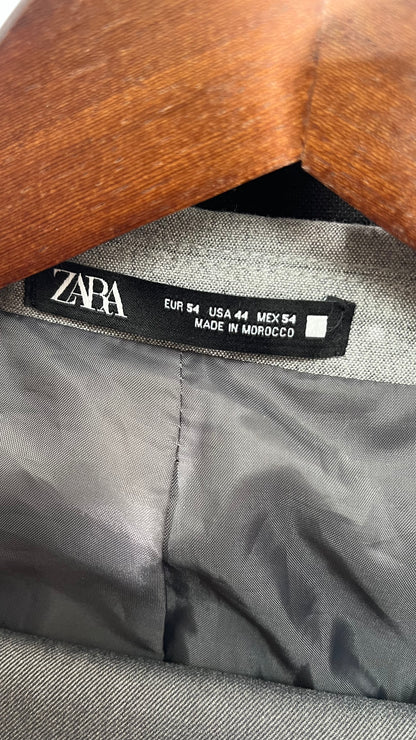 ZARA
EUR 54 USA 44 MEX 54
MADE IN MOROCCO